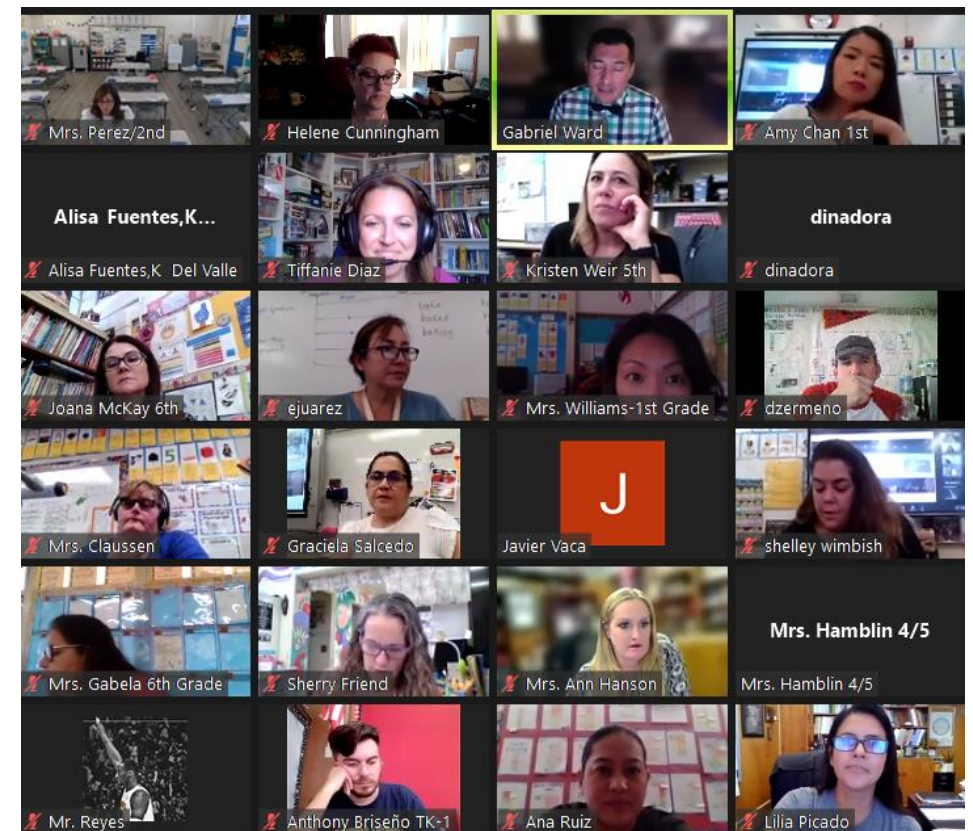 Mrs. Perez/2nd
Helene Cunningham
Gabriel Ward
Amy Chan 1st
Alisa Fuentes,K...
Alisa Fuentes,K Del Valle
Tiffanie Diaz
Kristen Weir 5th
dinadora
dinadora
Joana McKay 6th
bake
baked
baking
ejuarez
Mrs. Williams-1st Grade
dzermeno
Mrs. Claussen
Graciela Salcedo
J
Javier Vaca
shelley wimbish
Mrs. Gabela 6th Grade
Sherry Friend
Mrs. Ann Hanson
Mrs. Hamblin 4/5
Mrs. Hamblin 4/5
Mr. Reyes
Anthony Briseño TK-1
Ana Ruiz
Lilia Picado